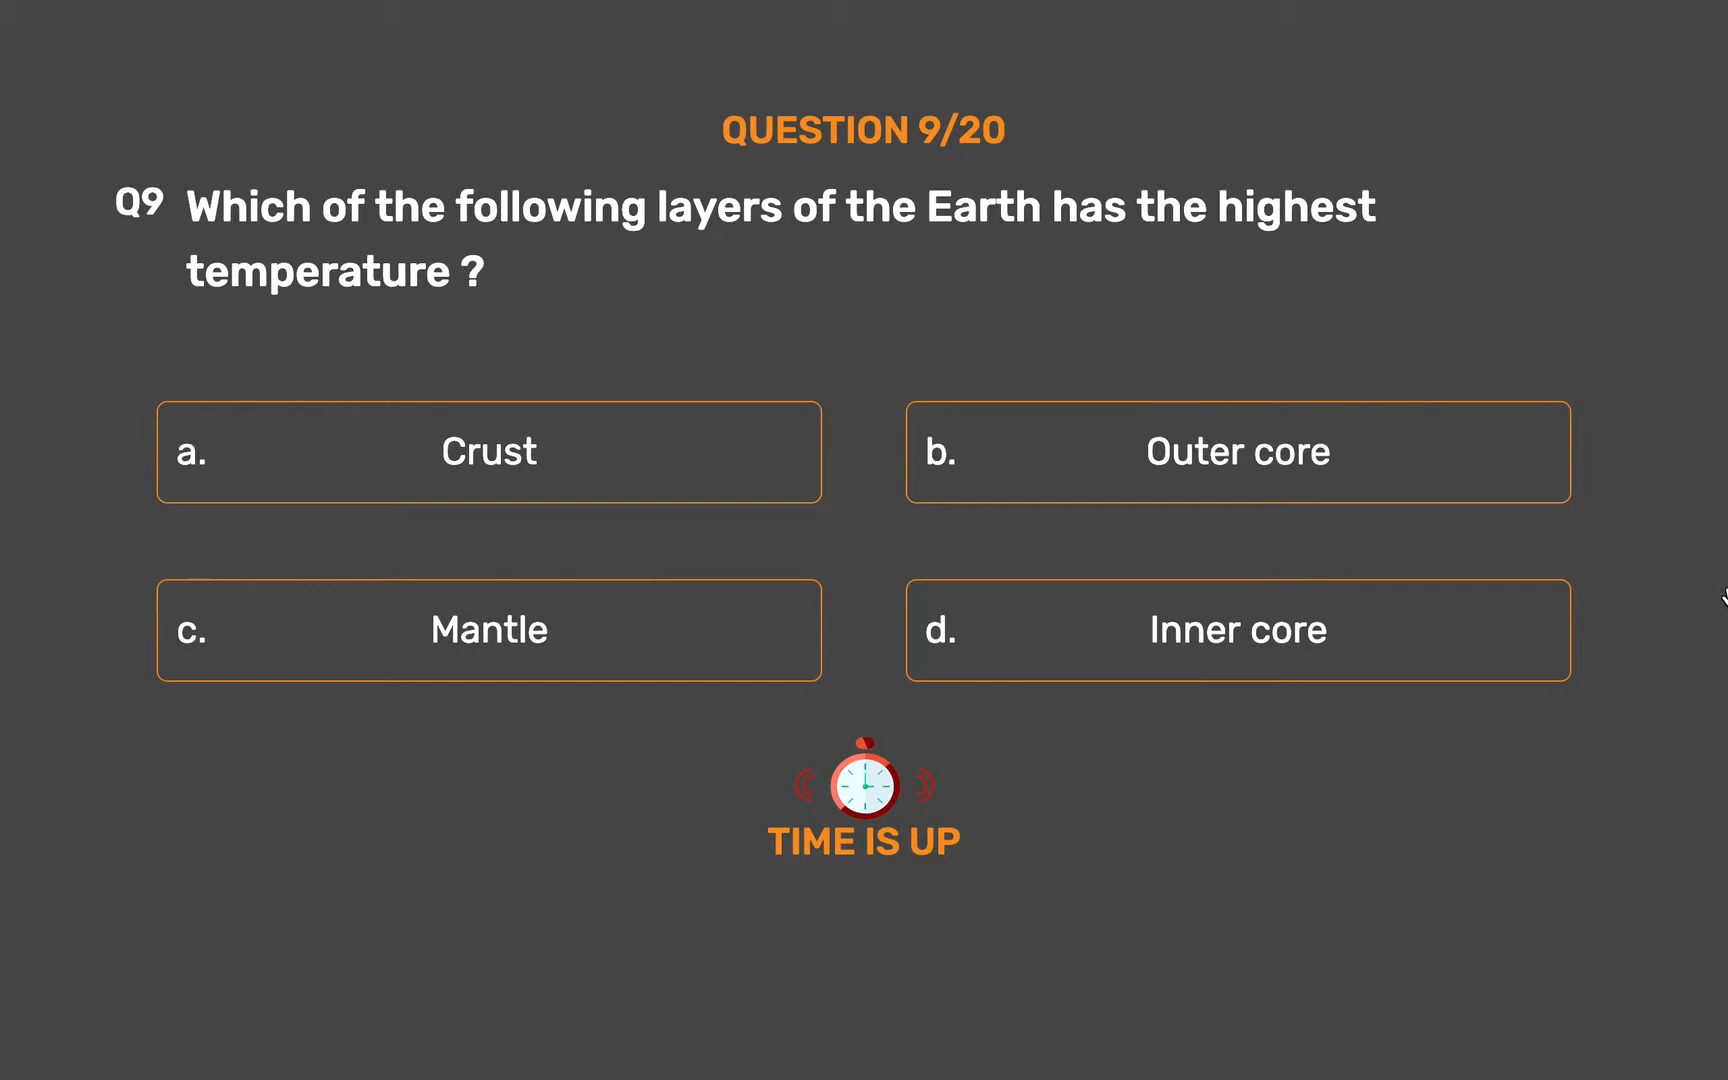 QUESTION 9/20
Q9 Which of the following layers of the Earth has the highest
temperature ?
a. Crust
b. Outer core
c. Mantle
d. Inner core
TIME IS UP